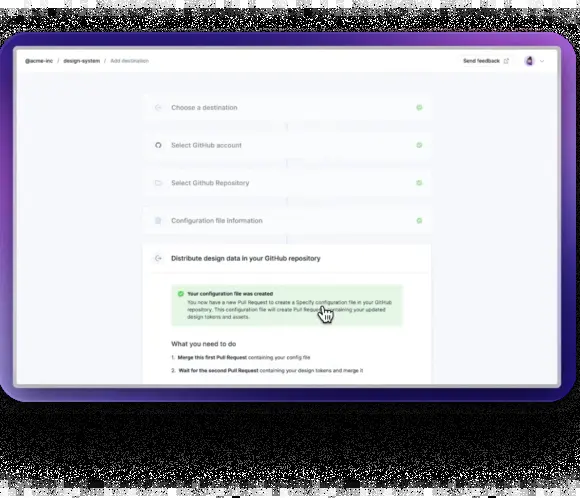 @acme-inc / design-system / Add destination
Send feedback
Choose a destination
Select GitHub account
Select Github Repository
Configuration file information
Distribute design data in your GitHub repository
Your configuration file was created
You now have a new Pull Request to create a Specify configuration file in your GitHub
repository. This configuration file will create Pull Reque containing your updated
design tokens and assets.
What you need to do
1. Merge this first Pull Request containing your config file
2. Wait for the second Pull Request containing your design tokens and merge it